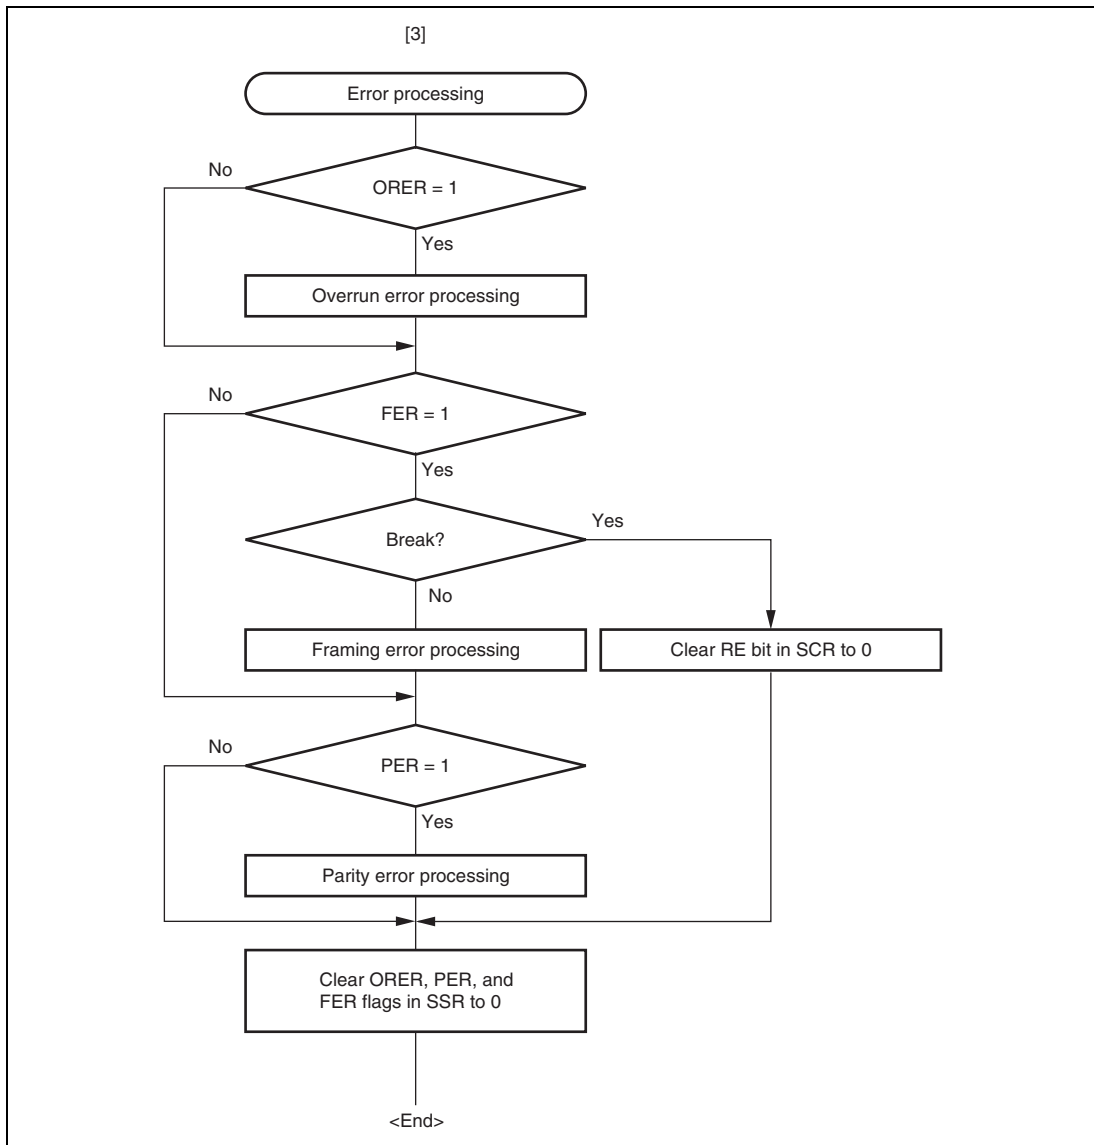 [3]
Error processing
No
ORER = 1
Yes
Overrun error processing
No
FER = 1
Yes
Yes
Break?
No
Framing error processing
Clear RE bit in SCR to 0
No
PER = 1
Yes
Parity error processing
Clear ORER, PER, and
FER flags in SSR to 0
<End>